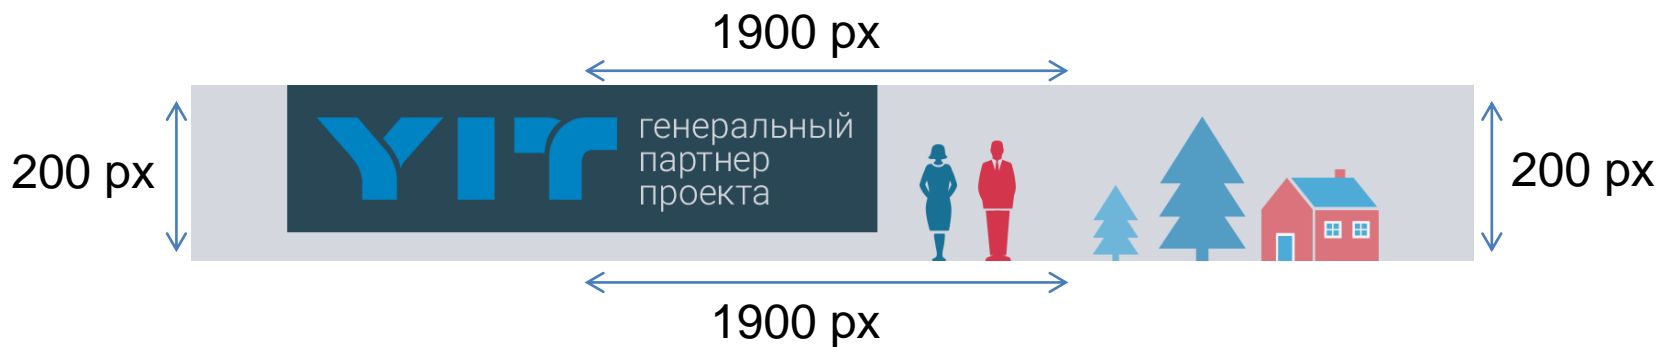 1900 px
200 px
YIT
генеральный
партнер
проекта
200 px
1900 px